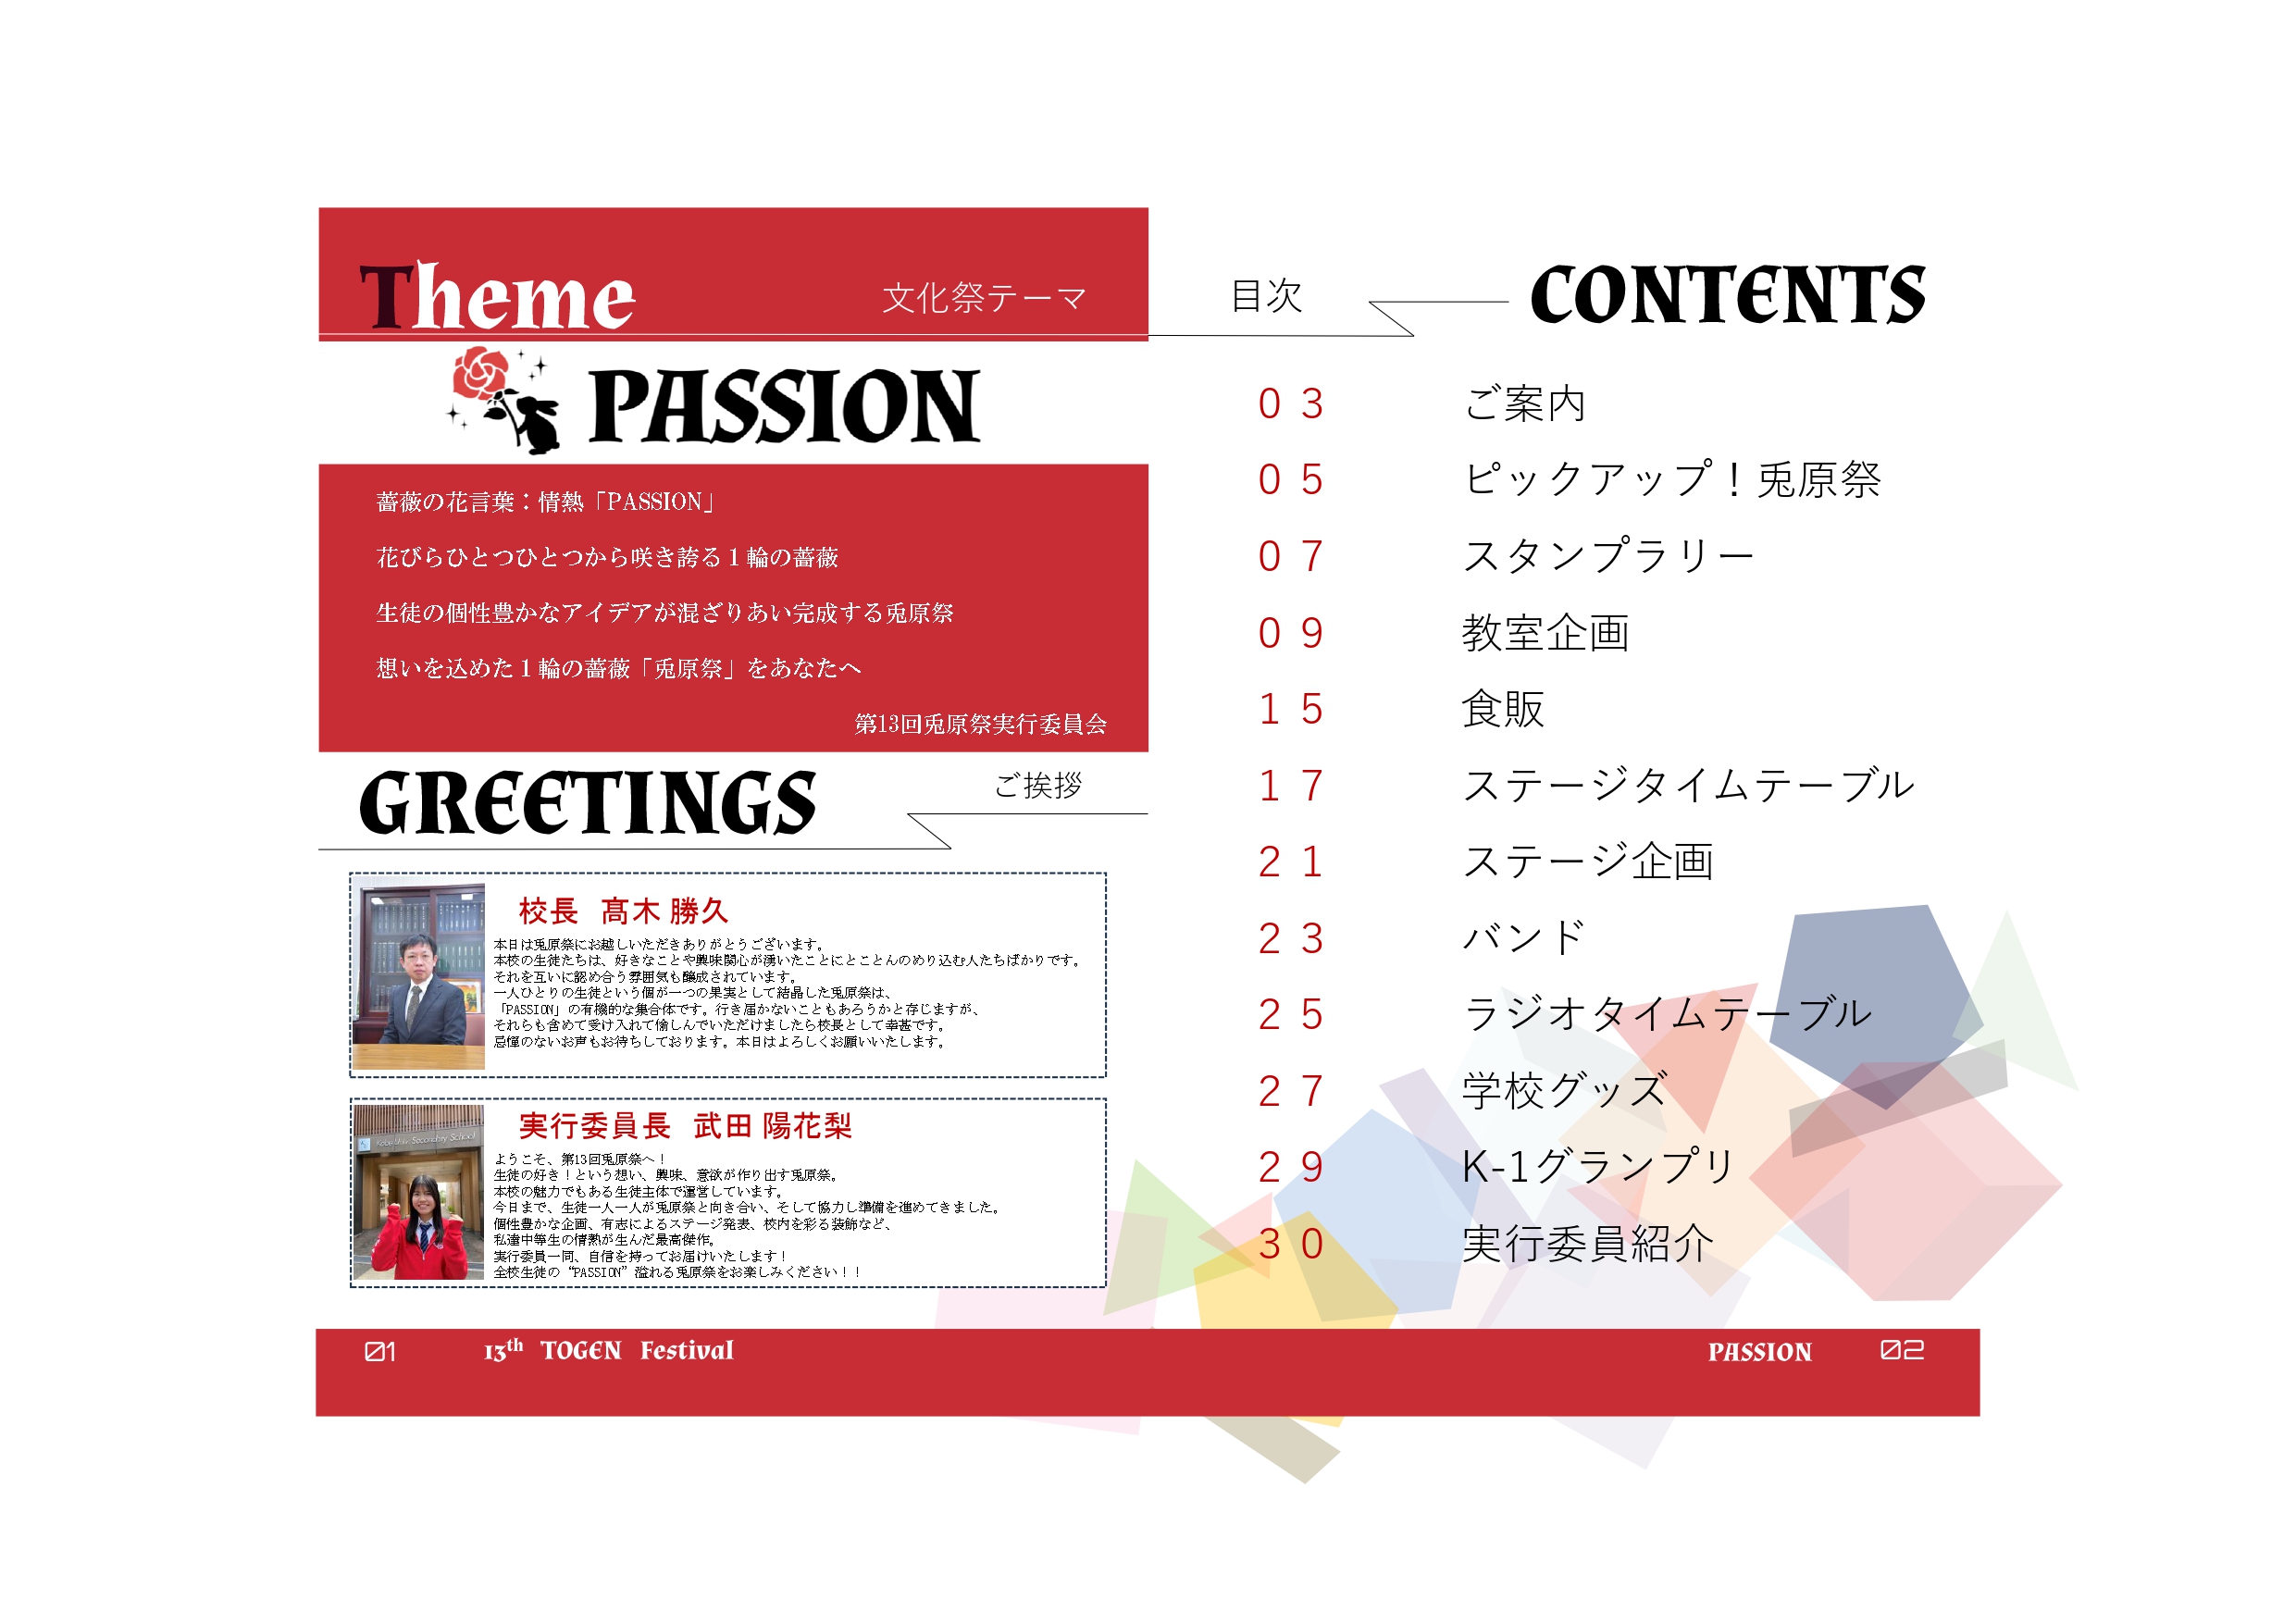 Theme
文化祭テーマ
PASSION
薔薇の花言葉：情熱「PASSION」
花びらひとつひとつから咲き誇る１輪の薔薇
生徒の個性豊かなアイデアが混ざりあい完成する兎原祭
想いを込めた１輪の薔薇「兎原祭」をあなたへ
第13回兎原祭実行委員会
GREETINGS
ご挨拶
校長 髙木 勝久
本日は兎原祭にお越しいただきありがとうございます。
本校の生徒たちは、好きなことや興味関心が湧いたことにとことんのめり込む人たちばかりです。
それを互いに認め合う雰囲気も醸成されています。
一人ひとりの生徒という個が一つの果実として結晶した兎原祭は、
「PASSION」の有機的な集合体です。行き届かないこともあろうかと存じますが、
それらも含めて受け入れて愉しんでいただけましたら校長として幸甚です。
忌憚のないお声もお待ちしております。本日はよろしくお願いいたします。
Kobe Univ. Secondary School
実行委員長 武田 陽花梨
ようこそ、第13回兎原祭へ！
生徒の好き！という想い、興味、意欲が作り出す兎原祭。
本校の魅力でもある生徒主体で運営しています。
今日まで、生徒一人一人が兎原祭と向き合い、そして協力し準備を進めてきました。
個性豊かな企画、有志によるステージ発表、校内を彩る装飾など、
私達中等生の情熱が生んだ最高傑作。
実行委員一同、自信を持ってお届けいたします！
全校生徒の“PASSION”溢れる兎原祭をお楽しみください！！
01 13th TOGEN Festival
目次
CONTENTS
03 ご案内
05 ピックアップ！兎原祭
07 スタンプラリー
09 教室企画
15 食販
17 ステージタイムテーブル
21 ステージ企画
23 バンド
25 ラジオタイムテーブル
27 学校グッズ
29 K-1グランプリ
30 実行委員紹介
PASSION 02